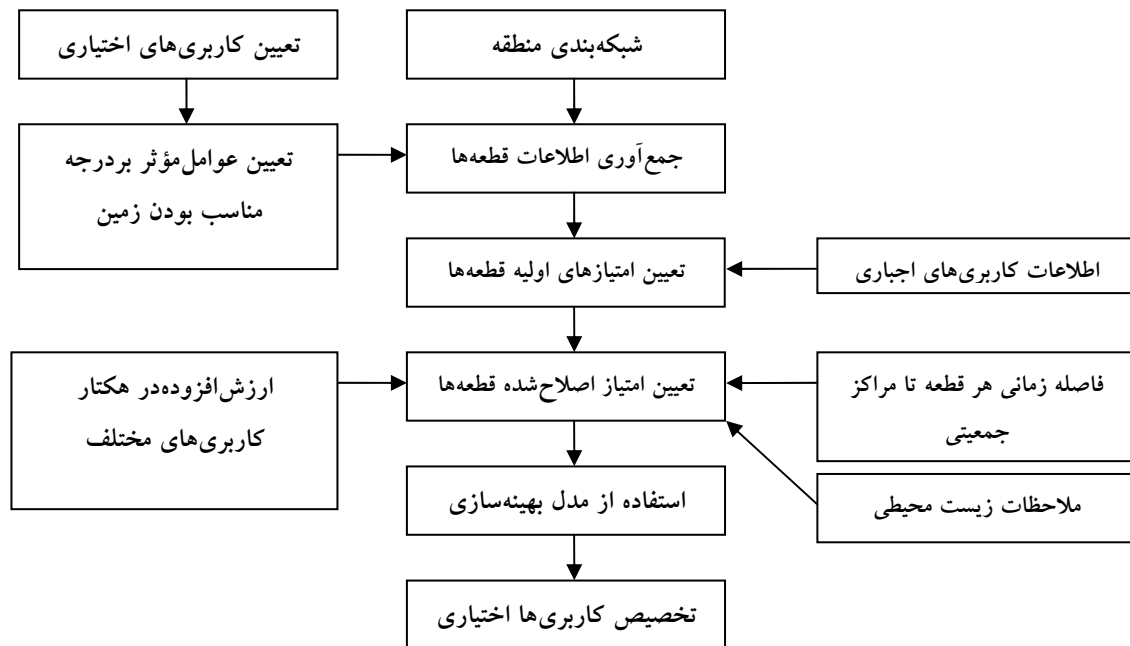 تعیین کاربری‌های اختیاری
شبکه‌بندی منطقه
تعیین عوامل‌مؤثر بردرجه
مناسب بودن زمین
جمع‌آوری اطلاعات قطعه‌ها
تعیین امتیازهای اولیه قطعه‌ها
اطلاعات کاربری‌های اجباری
ارزش‌افزوده‌در هکتار
کاربری‌های مختلف
تعیین امتیاز اصلاح‌شده قطعه‌ها
فاصله زمانی هر قطعه تا مراکز
جمعیتی
استفاده از مدل بهینه‌سازی
ملاحظات زیست محیطی
تخصیص کاربری‌ها اختیاری